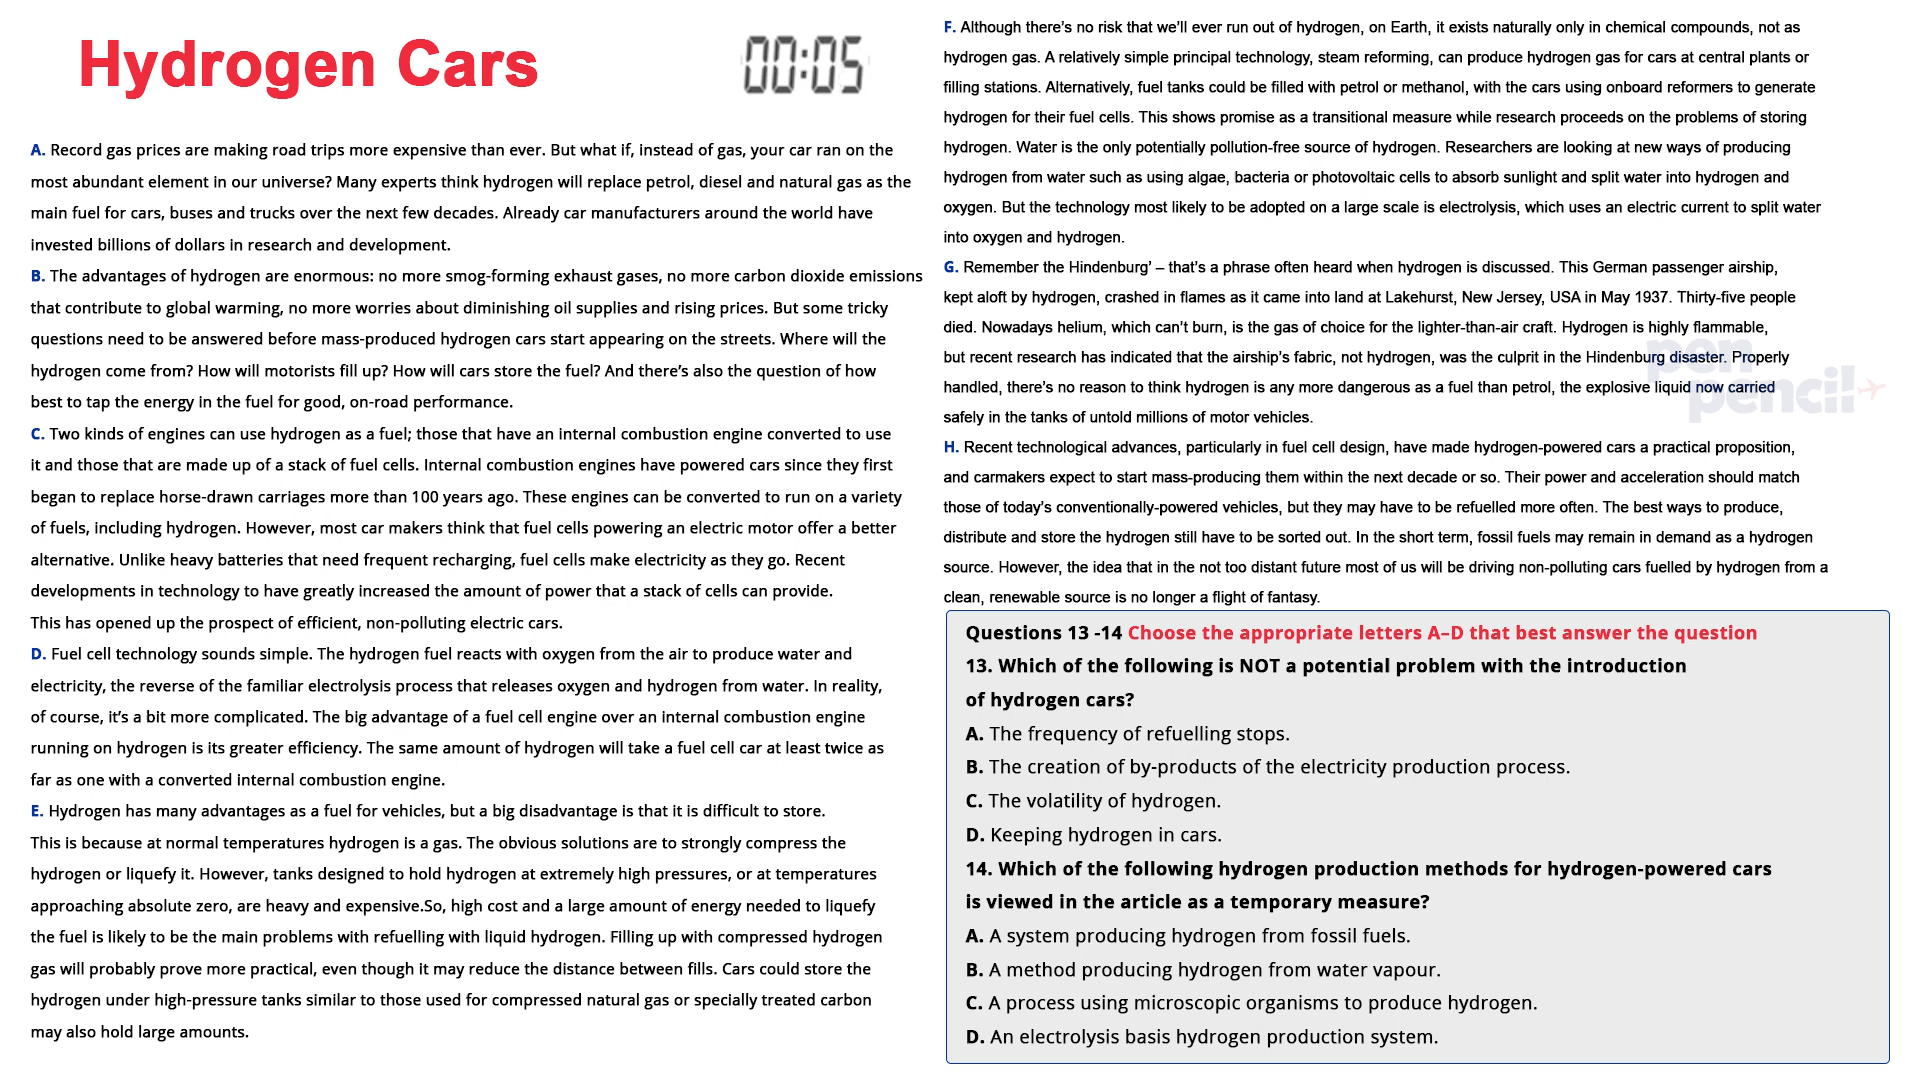 Hydrogen Cars
00:05
A. Record gas prices are making road trips more expensive than ever. But what if, instead of gas, your car ran on the
most abundant element in our universe? Many experts think hydrogen will replace petrol, diesel and natural gas as the
main fuel for cars, buses and trucks over the next few decades. Already car manufacturers around the world have
invested billions of dollars in research and development.
B. The advantages of hydrogen are enormous: no more smog-forming exhaust gases, no more carbon dioxide emissions
that contribute to global warming, no more worries about diminishing oil supplies and rising prices. But some tricky
questions need to be answered before mass-produced hydrogen cars start appearing on the streets. Where will the
hydrogen come from? How will motorists fill up? How will cars store the fuel? And there's also the question of how
best to tap the energy in the fuel for good, on-road performance.
C. Two kinds of engines can use hydrogen as a fuel; those that have an internal combustion engine converted to use
it and those that are made up of a stack of fuel cells. Internal combustion engines have powered cars since they first
began to replace horse-drawn carriages more than 100 years ago. These engines can be converted to run on a variety
of fuels, including hydrogen. However, most car makers think that fuel cells powering an electric motor offer a better
alternative. Unlike heavy batteries that need frequent recharging, fuel cells make electricity as they go. Recent
developments in technology to have greatly increased the amount of power that a stack of cells can provide.
This has opened up the prospect of efficient, non-polluting electric cars.
D. Fuel cell technology sounds simple. The hydrogen fuel reacts with oxygen from the air to produce water and
electricity, the reverse of the familiar electrolysis process that releases oxygen and hydrogen from water. In reality,
of course, it's a bit more complicated. The big advantage of a fuel cell engine over an internal combustion engine
running on hydrogen is its greater efficiency. The same amount of hydrogen will take a fuel cell car at least twice as
far as one with a converted internal combustion engine.
E. Hydrogen has many advantages as a fuel for vehicles, but a big disadvantage is that it is difficult to store.
This is because at normal temperatures hydrogen is a gas. The obvious solutions are to strongly compress the
hydrogen or liquefy it. However, tanks designed to hold hydrogen at extremely high pressures, or at temperatures
approaching absolute zero, are heavy and expensive.So, high cost and a large amount of energy needed to liquefy
the fuel is likely to be the main problems with refuelling with liquid hydrogen. Filling up with compressed hydrogen
gas will probably prove more practical, even though it may reduce the distance between fills. Cars could store the
hydrogen under high-pressure tanks similar to those used for compressed natural gas or specially treated carbon
may also hold large amounts.
F. Although there's no risk that we'll ever run out of hydrogen, on Earth, it exists naturally only in chemical compounds, not as
hydrogen gas. A relatively simple principal technology, steam reforming, can produce hydrogen gas for cars at central plants or
filling stations. Alternatively, fuel tanks could be filled with petrol or methanol, with the cars using onboard reformers to generate
hydrogen for their fuel cells. This shows promise as a transitional measure while research proceeds on the problems of storing
hydrogen. Water is the only potentially pollution-free source of hydrogen. Researchers are looking at new ways of producing
hydrogen from water such as using algae, bacteria or photovoltaic cells to absorb sunlight and split water into hydrogen and
oxygen. But the technology most likely to be adopted on a large scale is electrolysis, which uses an electric current to split water
into oxygen and hydrogen.
G. Remember the Hindenburg' – that's a phrase often heard when hydrogen is discussed. This German passenger airship,
kept aloft by hydrogen, crashed in flames as it came into land at Lakehurst, New Jersey, USA in May 1937. Thirty-five people
died. Nowadays helium, which can't burn, is the gas of choice for the lighter-than-air craft. Hydrogen is highly flammable,
but recent research has indicated that the airship's fabric, not hydrogen, was the culprit in the Hindenburg disaster. Properly
handled, there's no reason to think hydrogen is any more dangerous as a fuel than petrol, the explosive liquid now carried
safely in the tanks of untold millions of motor vehicles.
pen
pencil
H. Recent technological advances, particularly in fuel cell design, have made hydrogen-powered cars a practical proposition,
and carmakers expect to start mass-producing them within the next decade or so. Their power and acceleration should match
those of today's conventionally-powered vehicles, but they may have to be refuelled more often. The best ways to produce,
distribute and store the hydrogen still have to be sorted out. In the short term, fossil fuels may remain in demand as a hydrogen
source. However, the idea that in the not too distant future most of us will be driving non-polluting cars fuelled by hydrogen from a
clean, renewable source is no longer a flight of fantasy.
Questions 13 -14 Choose the appropriate letters A–D that best answer the question
13. Which of the following is NOT a potential problem with the introduction
of hydrogen cars?
A. The frequency of refuelling stops.
B. The creation of by-products of the electricity production process.
C. The volatility of hydrogen.
D. Keeping hydrogen in cars.
14. Which of the following hydrogen production methods for hydrogen-powered cars
is viewed in the article as a temporary measure?
A. A system producing hydrogen from fossil fuels.
B. A method producing hydrogen from water vapour.
C. A process using microscopic organisms to produce hydrogen.
D. An electrolysis basis hydrogen production system.